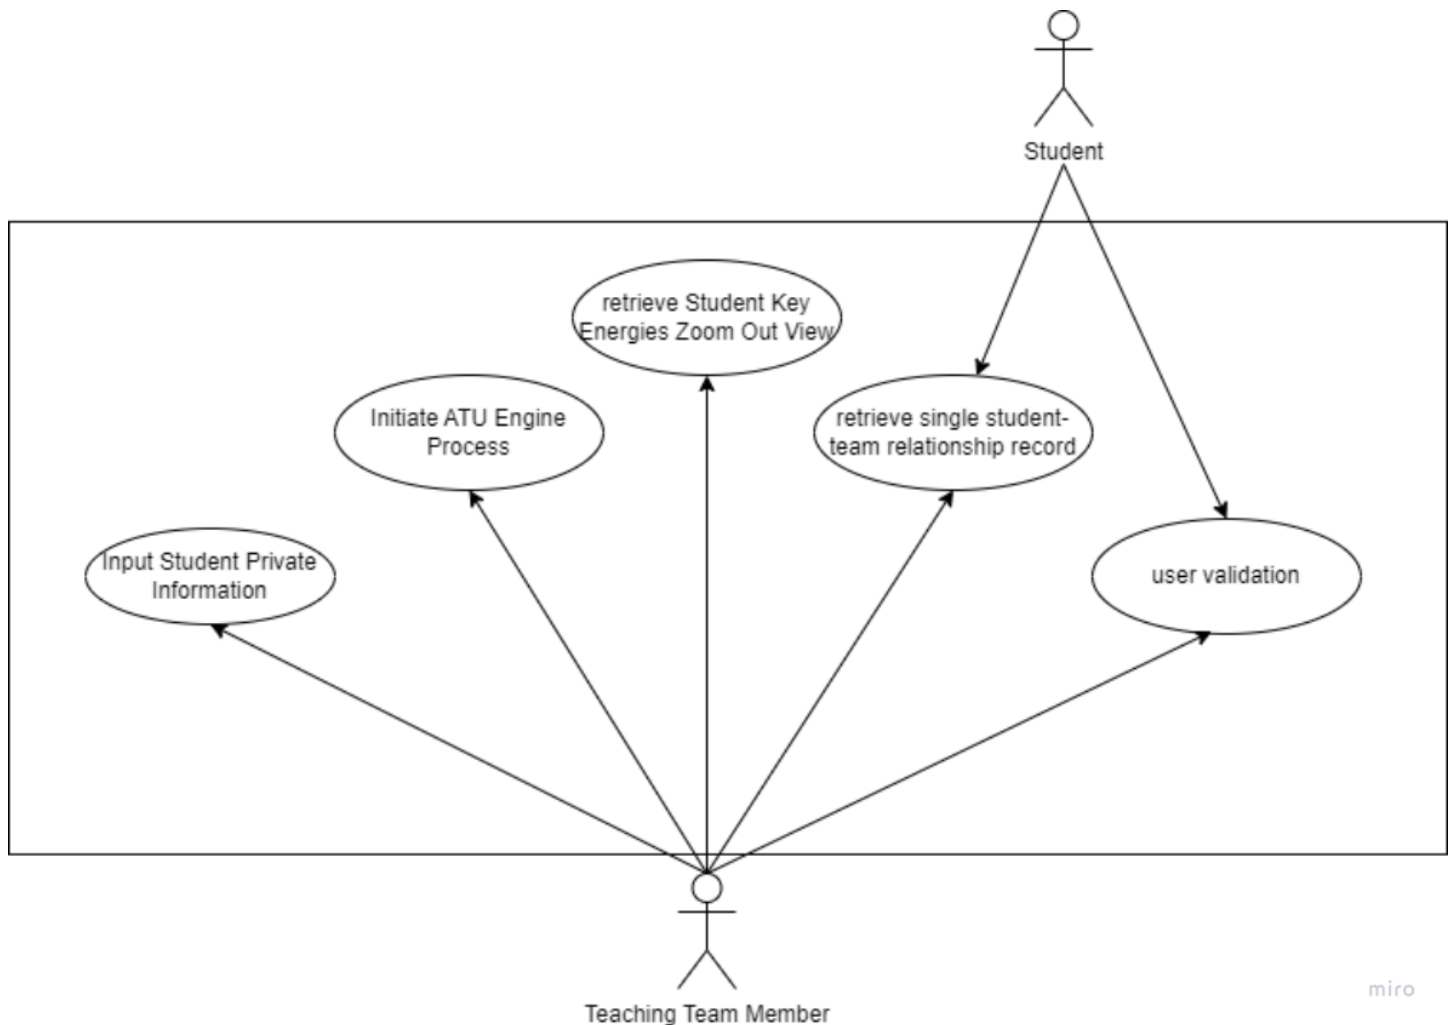 Student
retrieve Student Key
Energies Zoom Out View
Initiate ATU Engine
Process
retrieve single student-
team relationship record
Input Student Private
Information
user validation
Teaching Team Member
miro